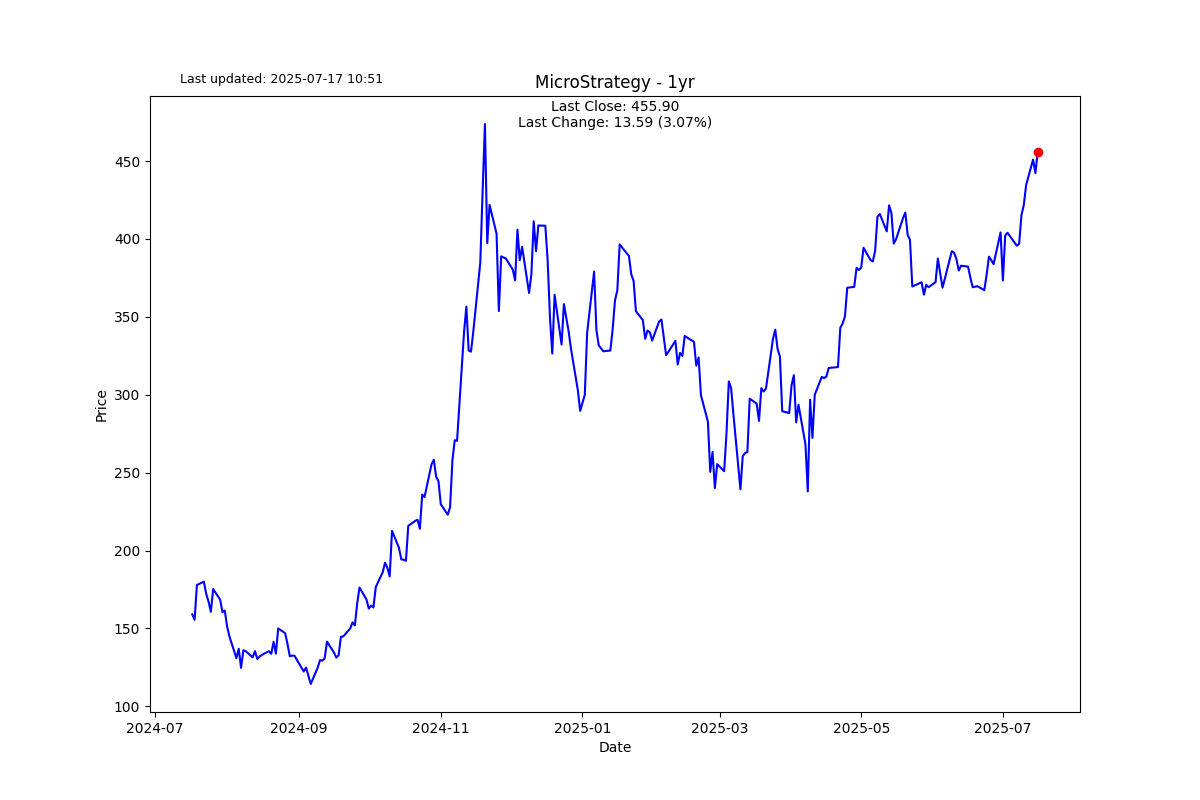 Last updated: 2025-07-17 10:51
MicroStrategy - 1yr
Last Close: 455.90
Last Change: 13.59 (3.07%)
Price
450
400
350
300
250
200
150
100
2024-07 2024-09 2024-11 2025-01 2025-03 2025-05 2025-07
Date